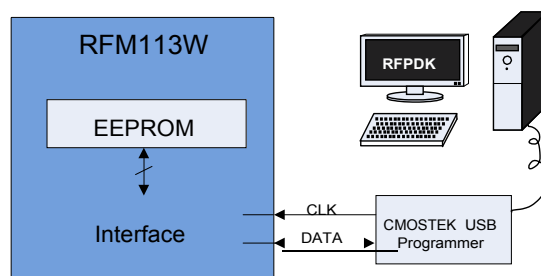 RFM113W
RFPDK
EEPROM
CLK
CMOSTEK USB
Interface
DATA
Programmer